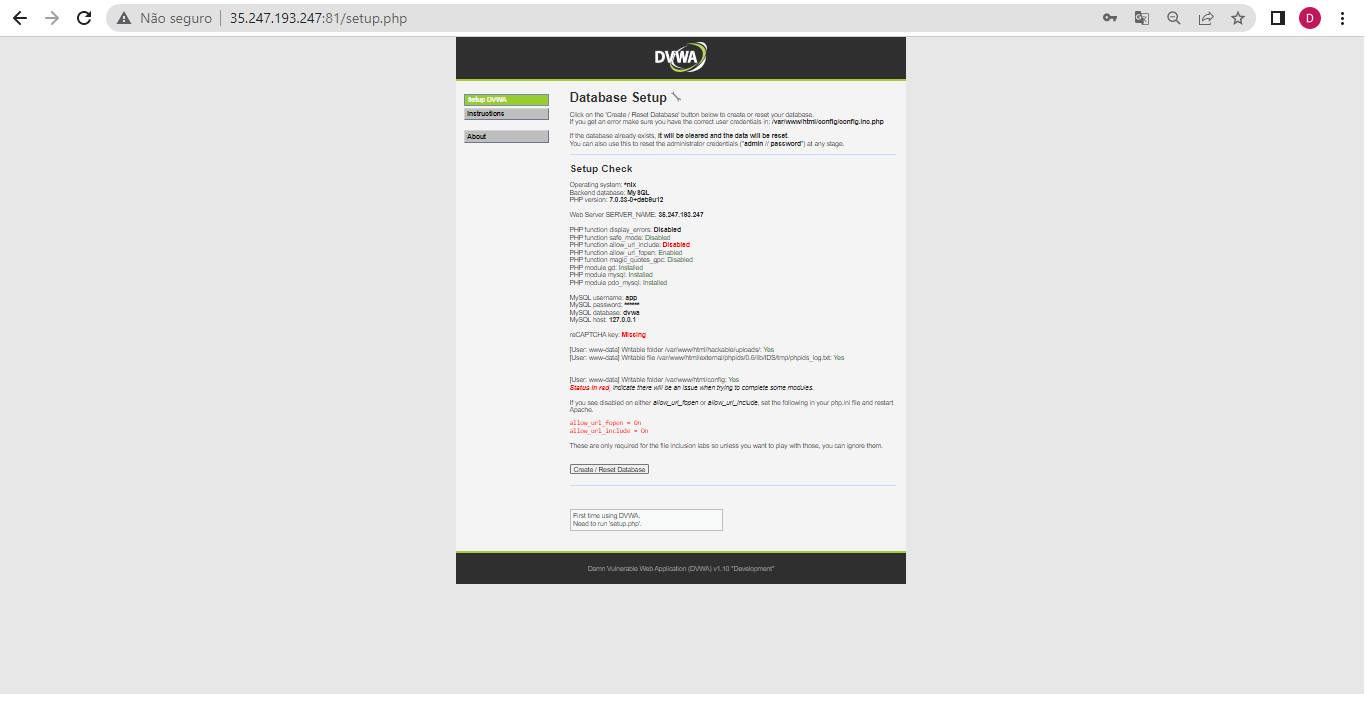 Não seguro
35.247.193.247:81/setup.php
D
DVWA
Setup DVWA
Instructions
About
Database Setup
Click on the 'Create / Reset Database' button below to create or reset your database.
If you get an error make sure you have the correct user credentials in: /var/www/html/config/config.inc.php
If the database already exists, it will be cleared and the data will be reset.
You can also use this to reset the administrator credentials ("admin // password") at any stage.
Setup Check
Operating system: *nix
Backend database: MySQL
PHP version: 7.0.33-0+deb9u12
Web Server SERVER_NAME: 35.247.193.247
PHP function display_errors: Disabled
PHP function safe_mode: Disabled
PHP function allow_url_include: Disabled
PHP function allow_url_fopen: Enabled
PHP function magic_quotes_gpc: Disabled
PHP module gd: Installed
PHP module mysql: Installed
PHP module pdo_mysql: Installed
MySQL username: app
MySQL password: ******
MySQL database: dvwa
MySQL host: 127.0.0.1
reCAPTCHA key: Missing
[User: www-data] Writable folder /var/www/html/hackable/uploads/: Yes
[User: www-data] Writable file /var/www/html/external/phpids/0.6/lib/IDS/tmp/phpids_log.txt: Yes
[User: www-data] Writable folder /var/www/html/config: Yes
Status in red, indicate there will be an issue when trying to complete some modules.
If you see disabled on either allow_url_fopen or allow_url_include, set the following in your php.ini file and restart
Apache.
allow_url_fopen = On
allow_url_include = On
These are only required for the file inclusion labs so unless you want to play with those, you can ignore them.
Create / Reset Database
First time using DVWA.
Need to run 'setup.php'.
Damn Vulnerable Web Application (DVWA) v1.10 *Development*